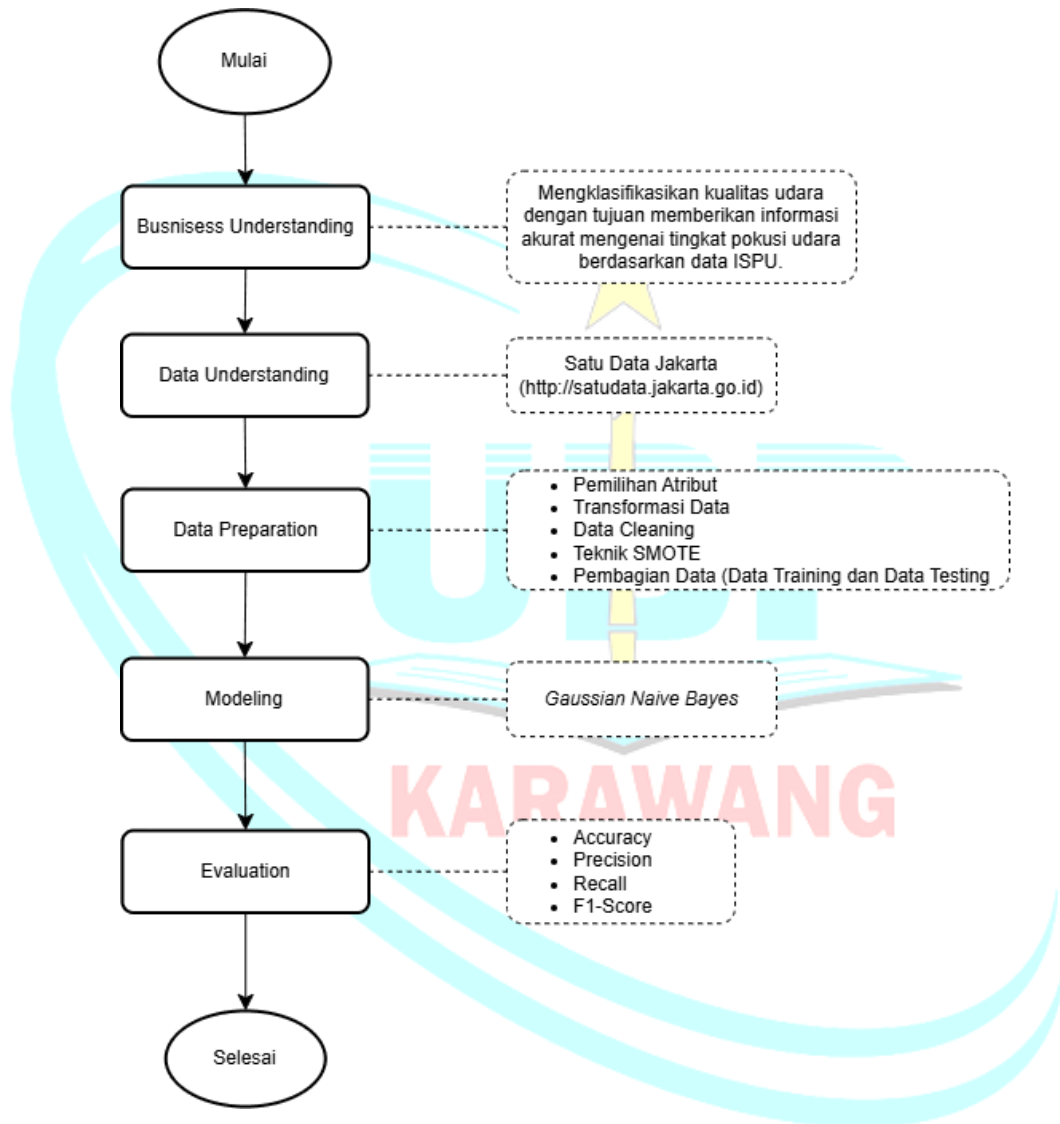 Mulai
Busnisess Understanding
Mengklasifikasikan kualitas udara
dengan tujuan memberikan informasi
akurat mengenai tingkat pokusi udara
berdasarkan data ISPU.
Data Understanding
Satu Data Jakarta
(http://satudata.jakarta.go.id)
Data Preparation
• Pemilihan Atribut
• Transformasi Data
• Data Cleaning
• Teknik SMOTE
• Pembagian Data (Data Training dan Data Testing
UBP
Modeling
Gaussian Naive Bayes
KARAWANG
Evaluation
• Accuracy
• Precision
• Recall
• F1-Score
Selesai